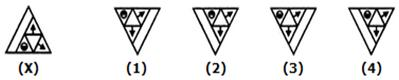 (X) (1) (2) (3) (4)